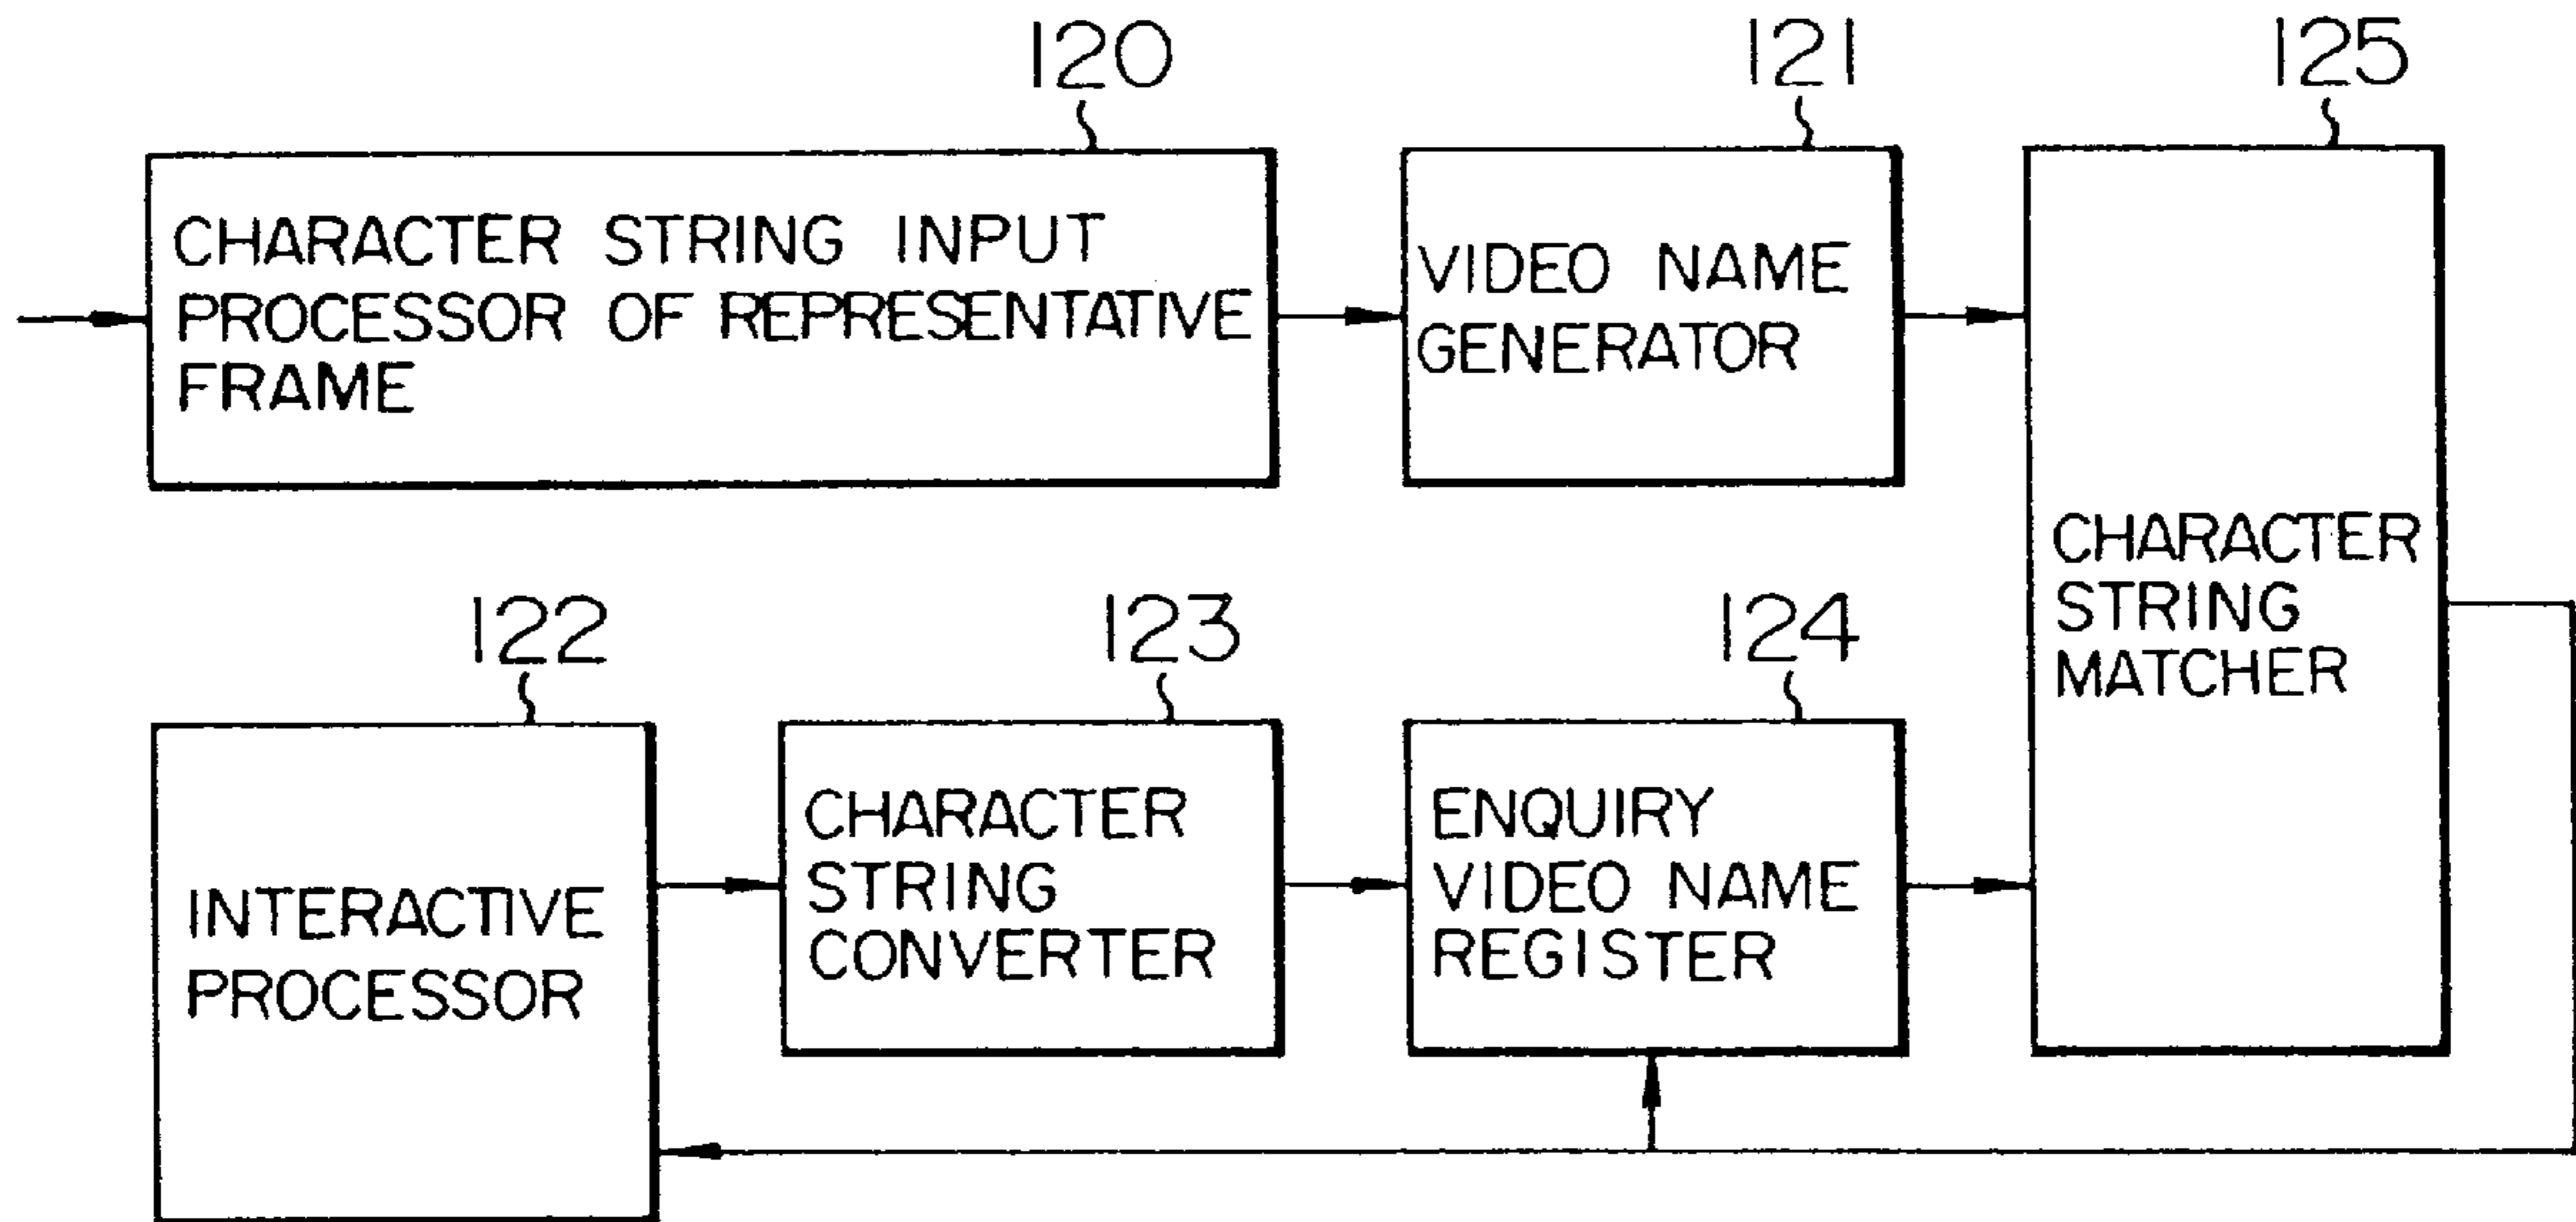 120
CHARACTER STRING INPUT
PROCESSOR OF REPRESENTATIVE
FRAME
121
VIDEO NAME
GENERATOR
125
CHARACTER
STRING
MATCHER
122
INTERACTIVE
PROCESSOR
123
CHARACTER
STRING
CONVERTER
124
ENQUIRY
VIDEO NAME
REGISTER